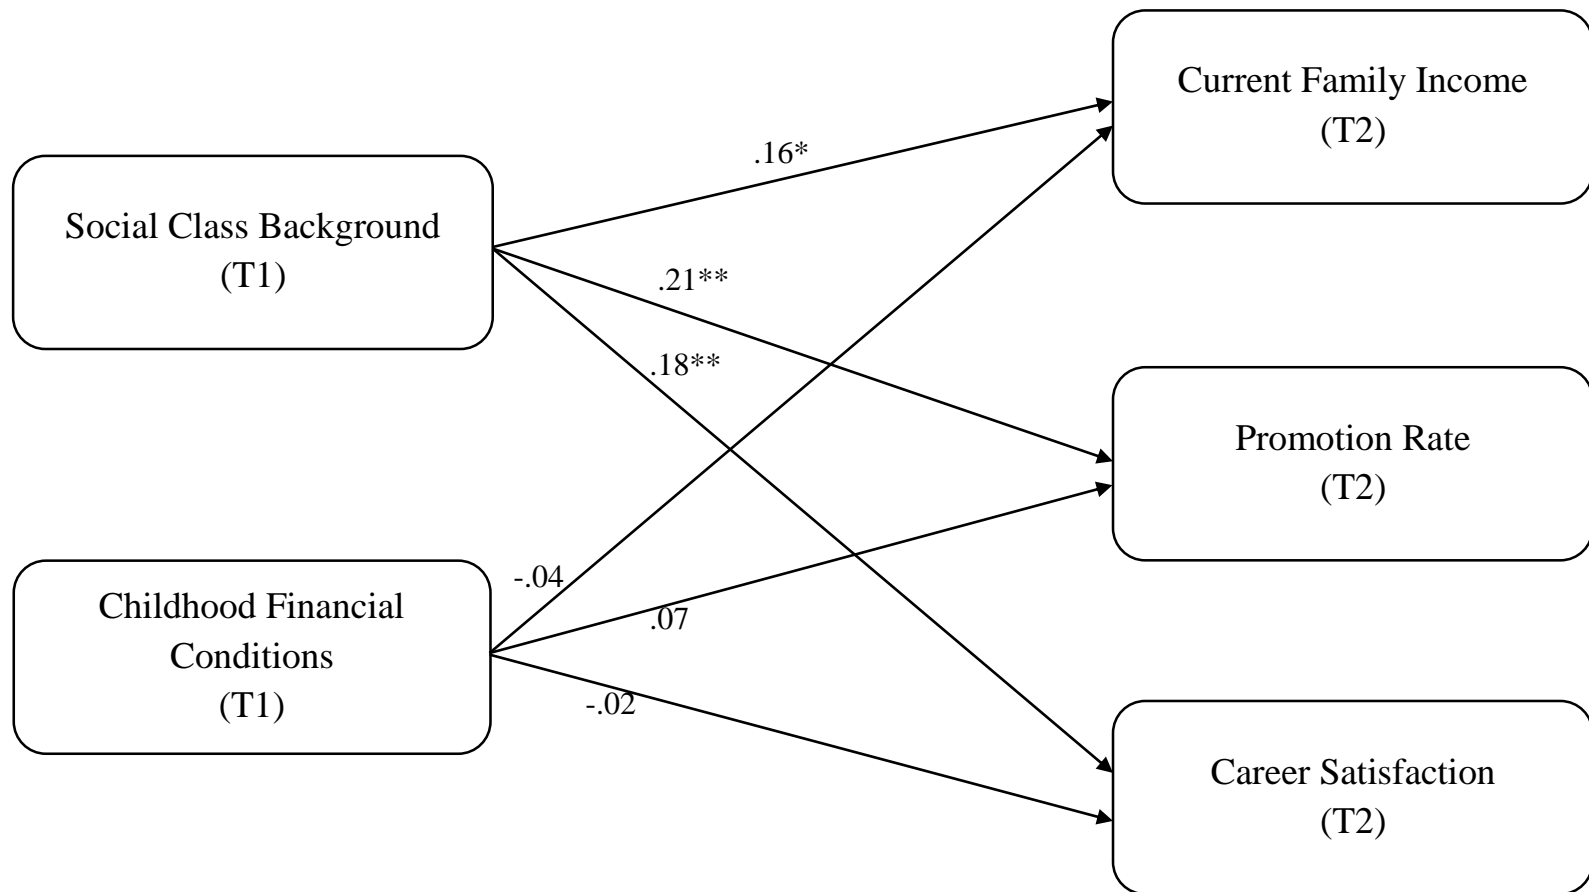 Current Family Income
(T2)
.16*
Social Class Background
(T1)
.21**
.18**
Promotion Rate
(T2)
-.04
Childhood Financial
Conditions
(T1)
.07
-.02
Career Satisfaction
(T2)